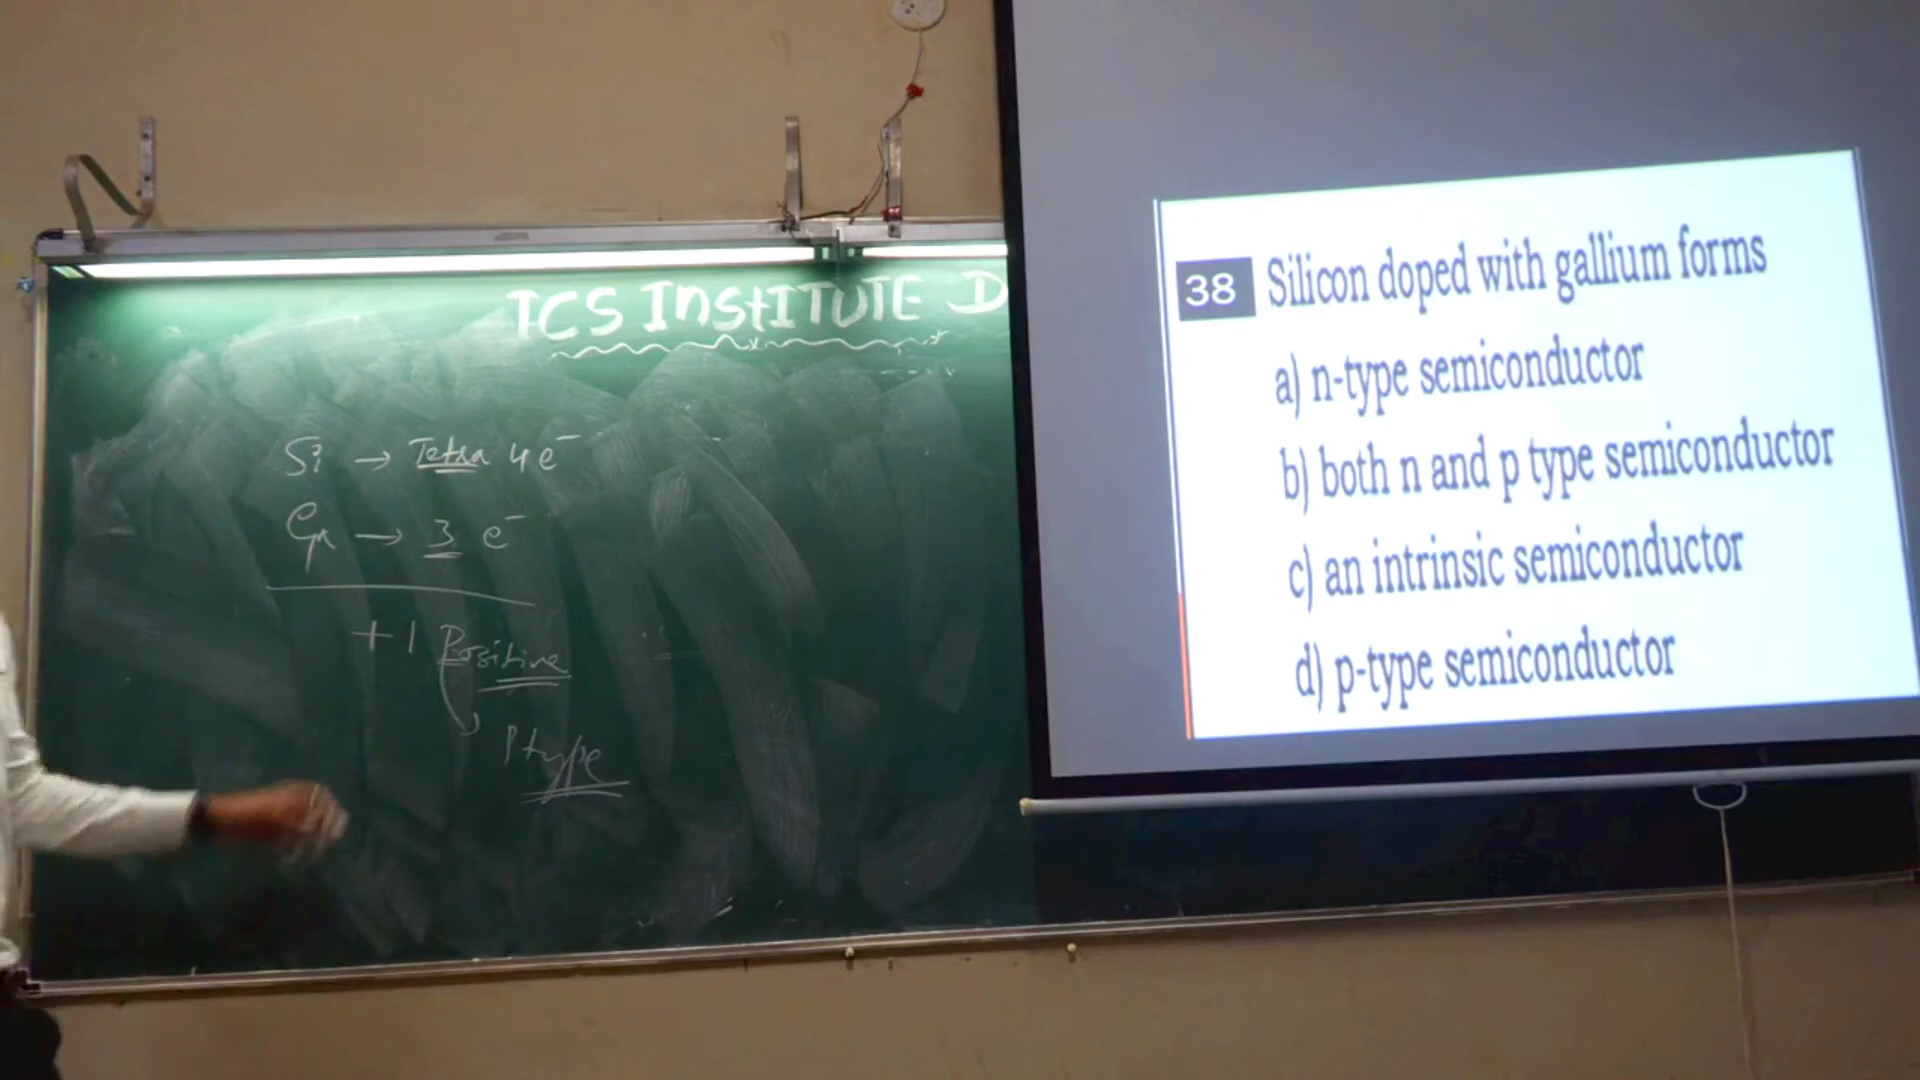 TCS InstITUTE D
Si → Tetra 4e⁻
Ga → 3 e⁻
+1 Positive
P type
38 Silicon doped with gallium forms
a) n-type semiconductor
b) both n and p type semiconductor
c) an intrinsic semiconductor
d) p-type semiconductor